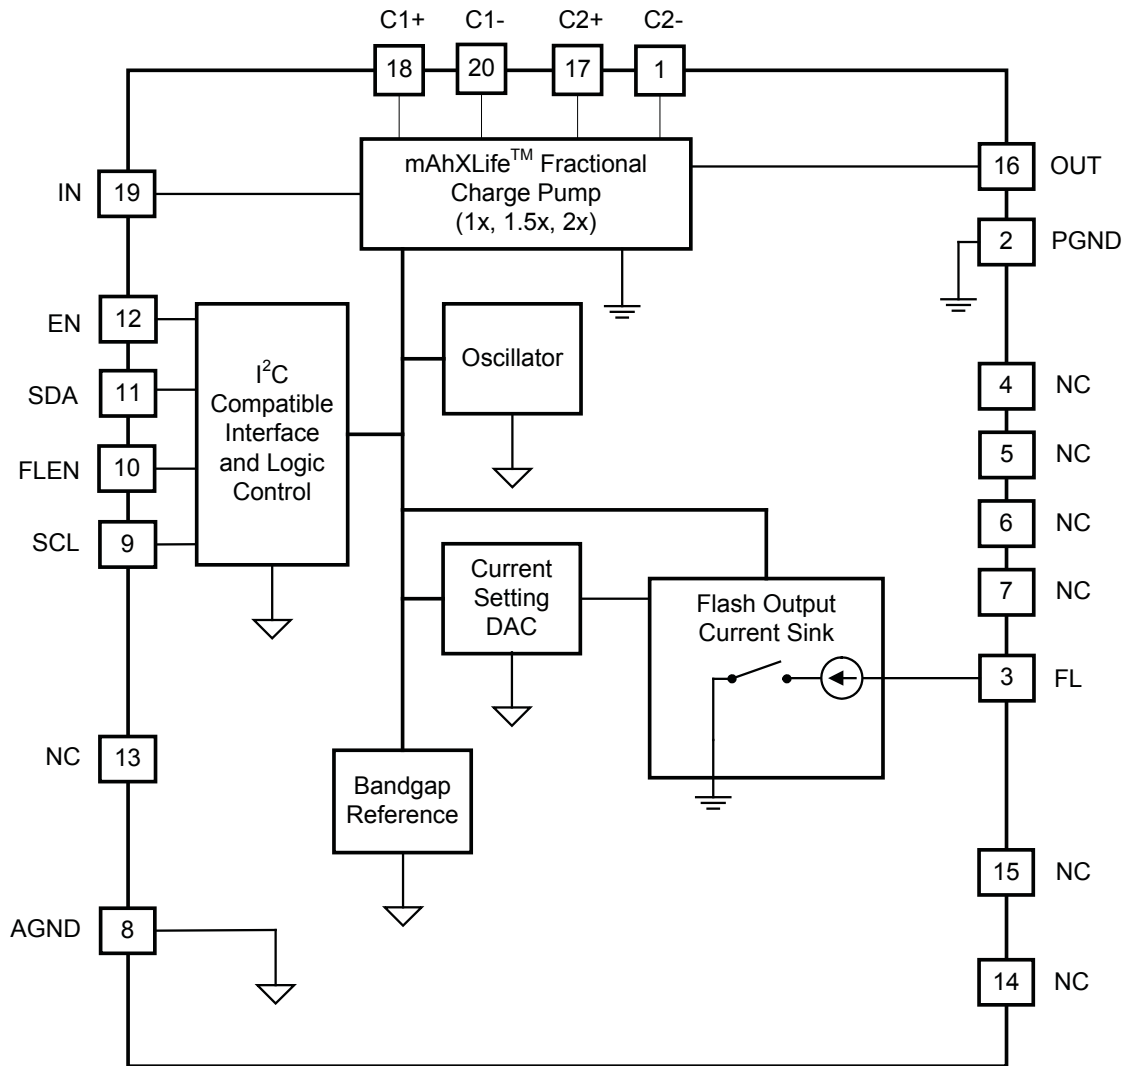 C1+ C1- C2+ C2-
18 20 17 1
mAhXLife™ Fractional
Charge Pump
(1x, 1.5x, 2x)
IN 19
16 OUT
2 PGND
EN 12
SDA 11
FLEN 10
SCL 9
I²C
Compatible
Interface
and Logic
Control
Oscillator
4 NC
5 NC
6 NC
7 NC
Current
Setting
DAC
Flash Output
Current Sink
3 FL
NC 13
Bandgap
Reference
15 NC
AGND 8
14 NC